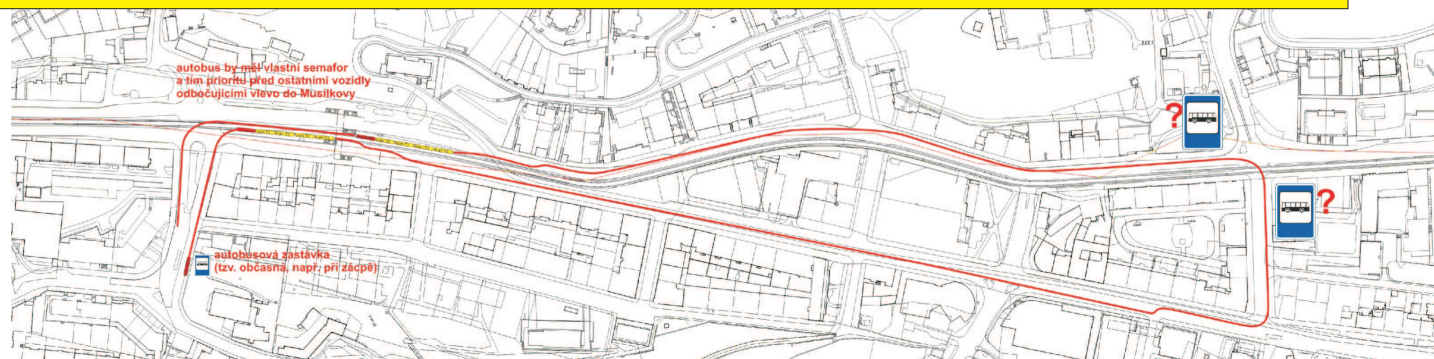 autobus by měl vlastní semafor
a tím prioritu před ostatními vozidly
odbočujícími vlevo do Musílkovy
?
?
autobusová zastávka
(tzv. občasná, např. při zácpě)